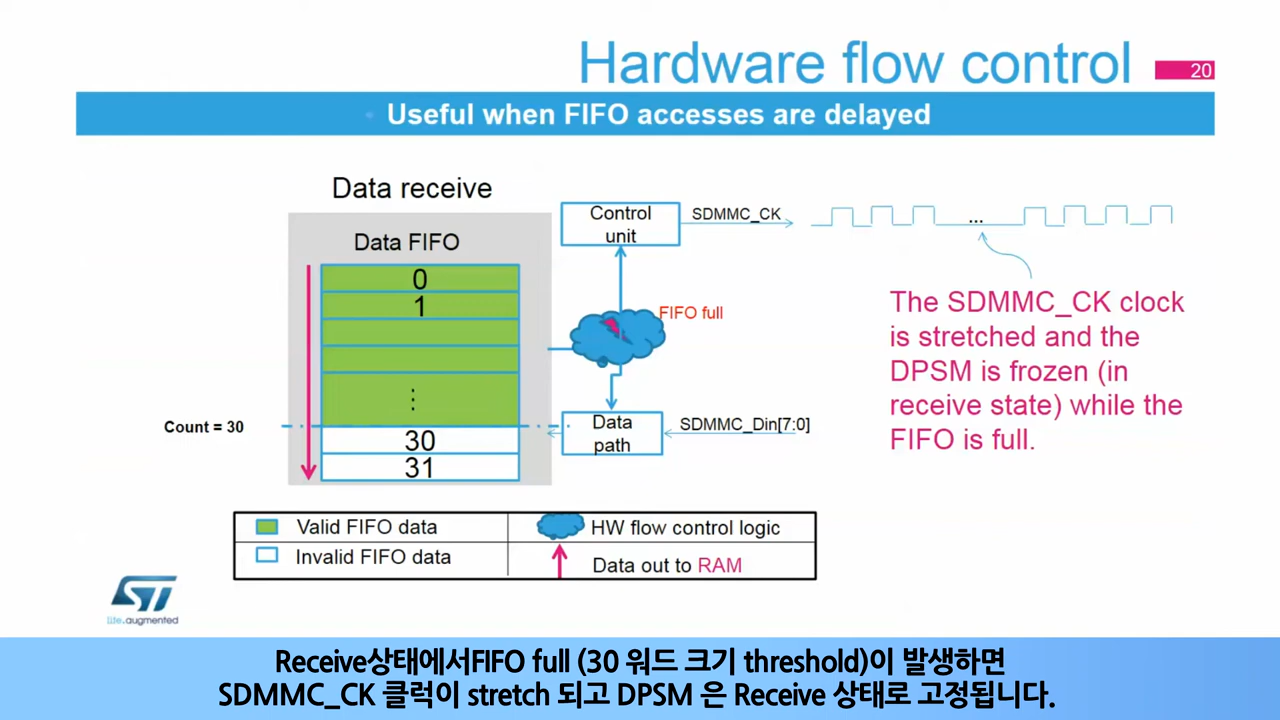 Hardware flow control
20
Useful when FIFO accesses are delayed
Data receive
Data FIFO
0
1
⋮
30
31
Count = 30
Control
unit
SDMMC_CK
...
FIFO full
Data
path
SDMMC_Din[7:0]
The SDMMC_CK clock
is stretched and the
DPSM is frozen (in
receive state) while the
FIFO is full.
Valid FIFO data
HW flow control logic
Invalid FIFO data
Data out to RAM
ST
life.augmented
Receive상태에서FIFO full (30 워드 크기 threshold)이 발생하면
SDMMC_CK 클럭이 stretch 되고 DPSM 은 Receive 상태로 고정됩니다.